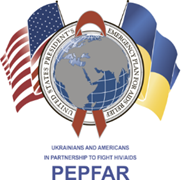 UNITED STATES PRESIDENT'S
EMERGENCY PLAN FOR AIDS RELIEF
UKRAINIANS AND AMERICANS
IN PARTNERSHIP TO FIGHT HIV/AIDS
PEPFAR